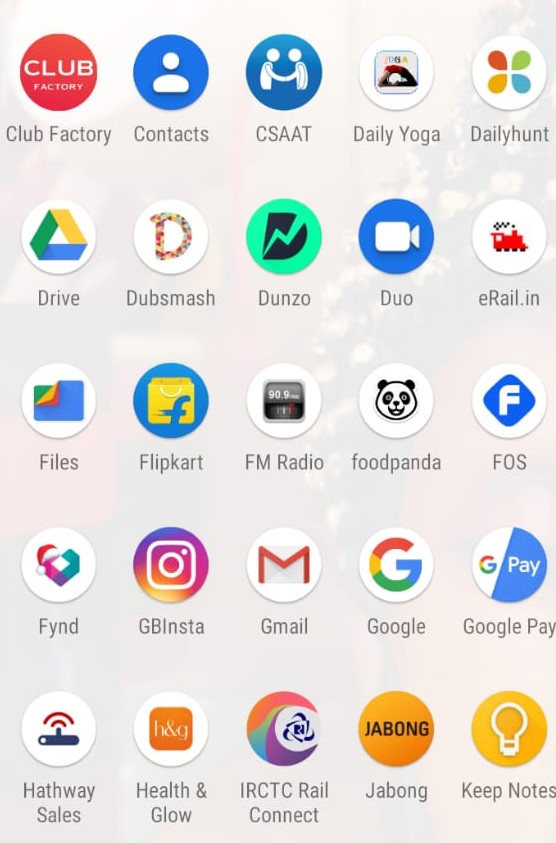 CLUB
FACTORY
YOGA
Club Factory Contacts CSAAT Daily Yoga Dailyhunt
Drive Dubsmash Dunzo Duo eRail.in
90.9
Files Flipkart FM Radio foodpanda FOS
G Pay
Fynd GBInsta Gmail Google Google Pay
h&g
JABONG
Hathway Health & IRCTC Rail Jabong Keep Notes
Sales Glow Connect